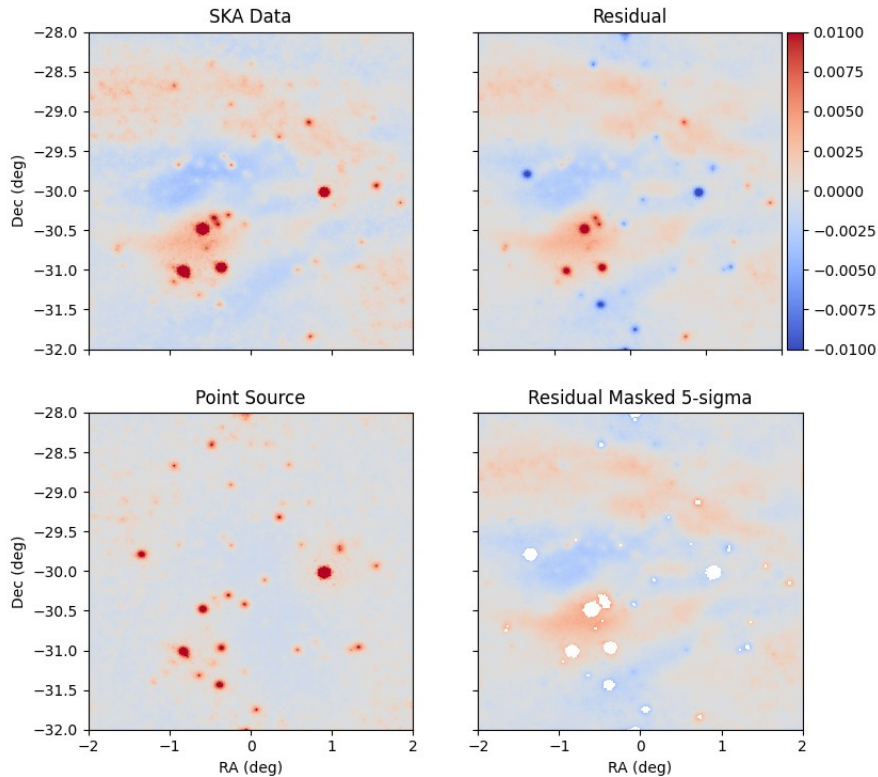 SKA Data
Residual
−28.0
−28.5
−29.0
−29.5
−30.0
−30.5
−31.0
−31.5
−32.0
Dec (deg)
0.0100
0.0075
0.0050
0.0025
0.0000
−0.0025
−0.0050
−0.0075
−0.0100
Point Source
Residual Masked 5-sigma
−28.0
−28.5
−29.0
−29.5
−30.0
−30.5
−31.0
−31.5
−32.0
Dec (deg)
−2 −1 0 1 2
RA (deg)
−2 −1 0 1 2
RA (deg)